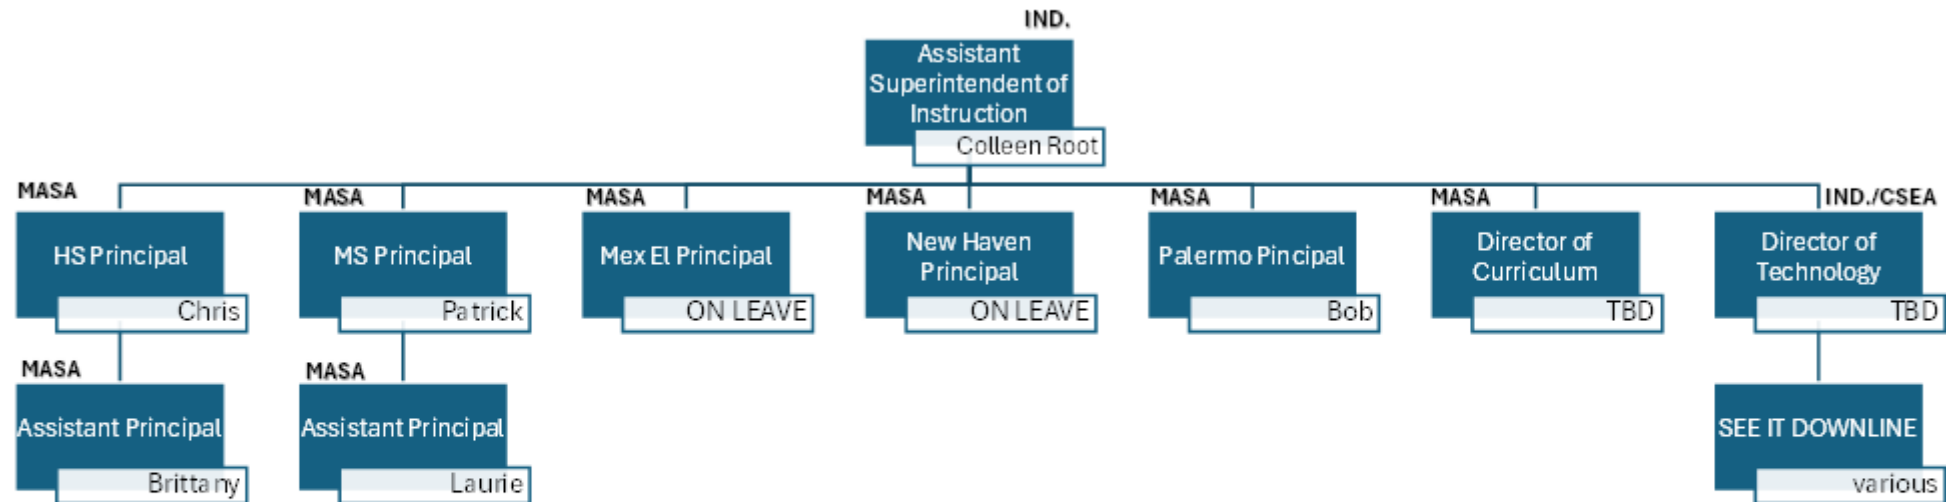 IND.
Assistant
Superintendent of
Instruction
Colleen Root
MASA
HS Principal
Chris
MASA
MS Principal
Patrick
MASA
Mex El Principal
ON LEAVE
MASA
New Haven
Principal
ON LEAVE
MASA
Palermo Pincipal
Bob
MASA
Director of
Curriculum
TBD
IND./CSEA
Director of
Technology
TBD
MASA
Assistant Principal
Brittany
MASA
Assistant Principal
Laurie
SEE IT DOWNLINE
various